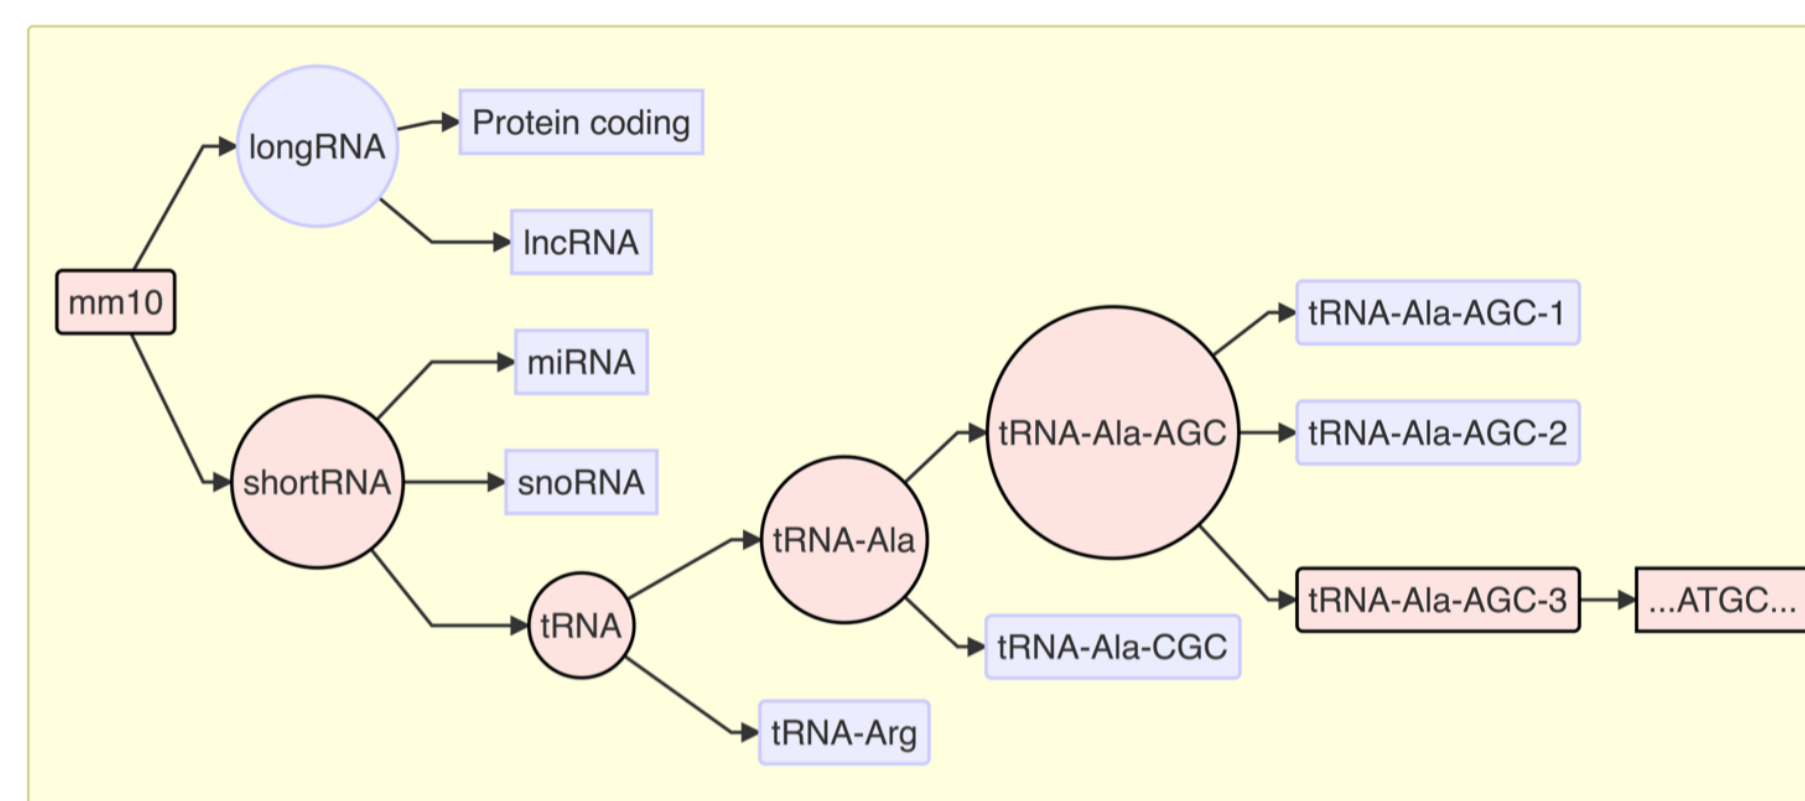 Protein coding
longRNA
lncRNA
mm10
miRNA
shortRNA
snoRNA
tRNA
tRNA-Ala
tRNA-Arg
tRNA-Ala-AGC
tRNA-Ala-CGC
tRNA-Ala-AGC-1
tRNA-Ala-AGC-2
tRNA-Ala-AGC-3
...ATGC...